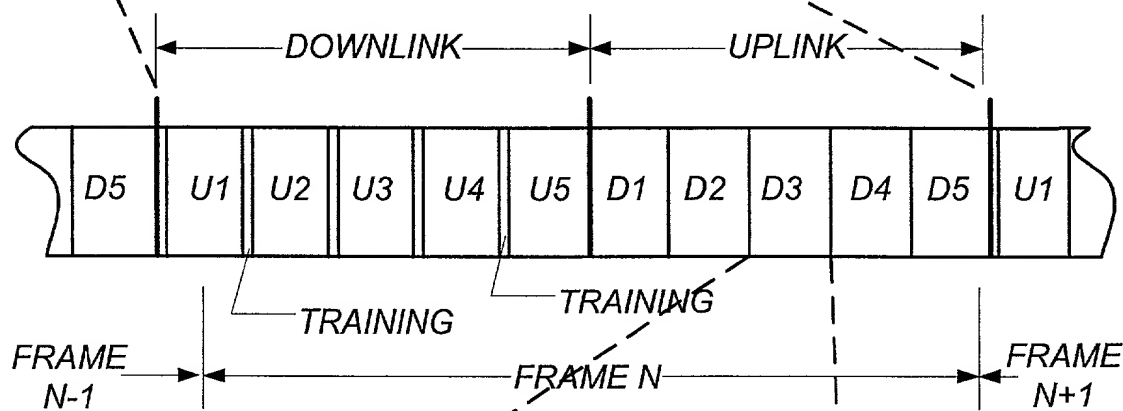 DOWNLINK UPLINK
D5 U1 U2 U3 U4 U5 D1 D2 D3 D4 D5 U1
TRAINING
TRAINING
FRAME N-1
FRAME N
FRAME N+1